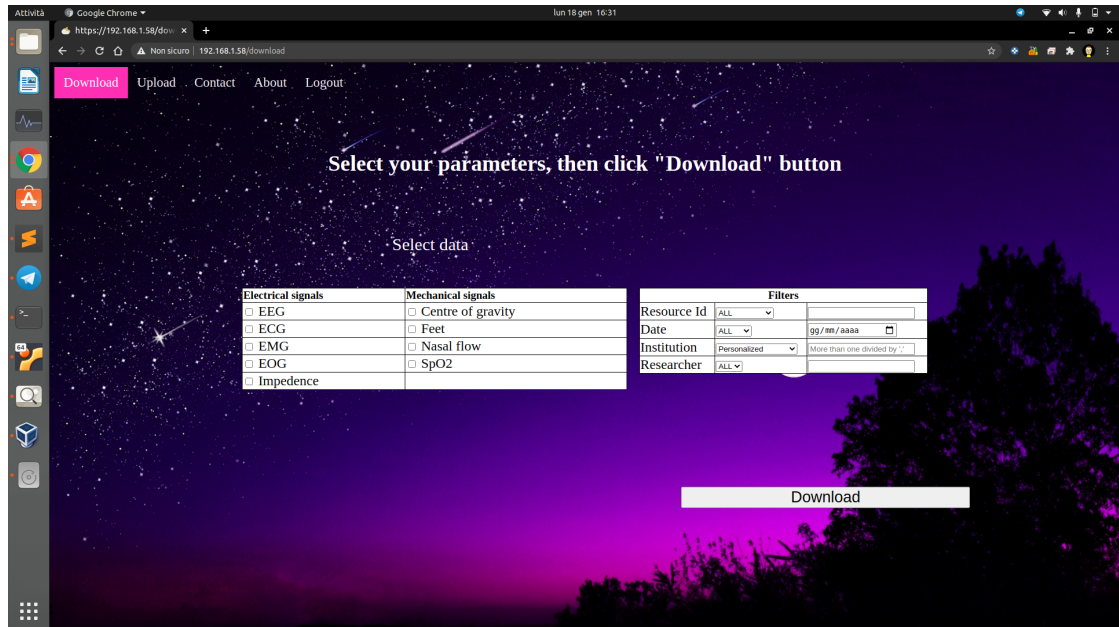 Attività Google Chrome lun 18 gen 16:31
https://192.168.1.58/dow
Non sicuro 192.168.1.58/download
Download Upload Contact About Logout
Select your parameters, then click "Download" button
Select data
Electrical signals Mechanical signals
EEG Centre of gravity
ECG Feet
EMG Nasal flow
EOG SpO2
Impedence
Filters
Resource Id ALL
Date ALL gg/mm/aaaa
Institution Personalized More than one divided by ','
Researcher ALL
Download
64